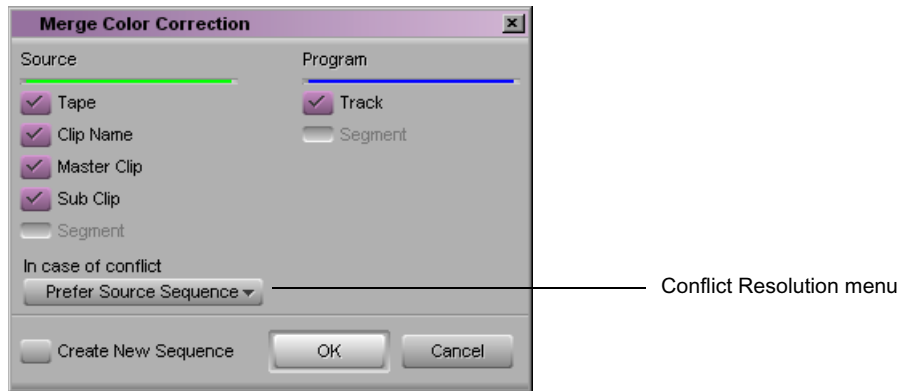 Merge Color Correction
Source
Program
Tape
Track
Clip Name
Segment
Master Clip
Sub Clip
Segment
In case of conflict
Prefer Source Sequence
Conflict Resolution menu
Create New Sequence
OK
Cancel